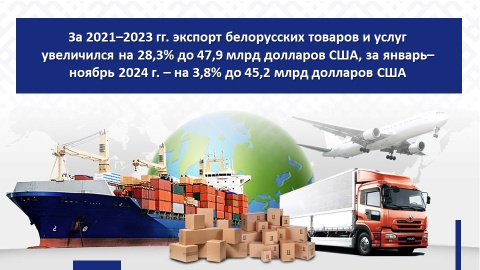 За 2021–2023 гг. экспорт белорусских товаров и услуг
увеличился на 28,3% до 47,9 млрд долларов США, за январь–
ноябрь 2024 г. – на 3,8% до 45,2 млрд долларов США